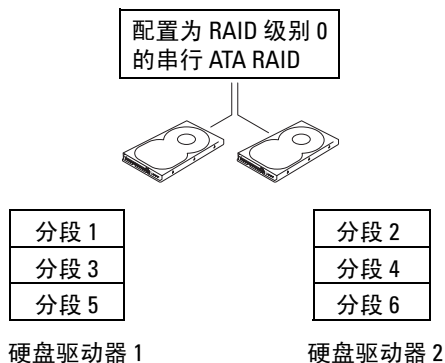 配置为 RAID 级别 0
的串行 ATA RAID
分段 1
分段 2
分段 3
分段 4
分段 5
分段 6
硬盘驱动器 1
硬盘驱动器 2